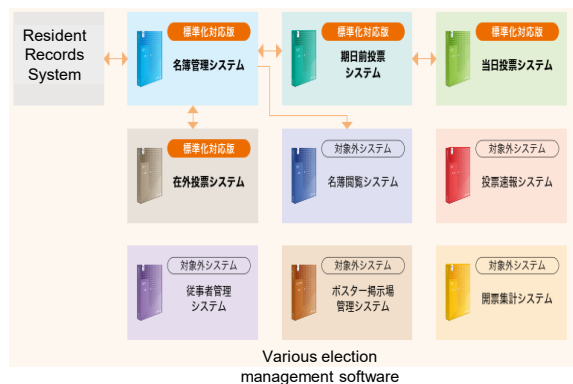 Resident
Records
System
標準化対応版
名簿管理システム
標準化対応版
期日前投票
システム
標準化対応版
当日投票システム
標準化対応版
在外投票システム
対象外システム
名簿閲覧システム
対象外システム
投票速報システム
対象外システム
従事者管理
システム
対象外システム
ポスター掲示場
管理システム
対象外システム
開票集計システム
Various election
management software